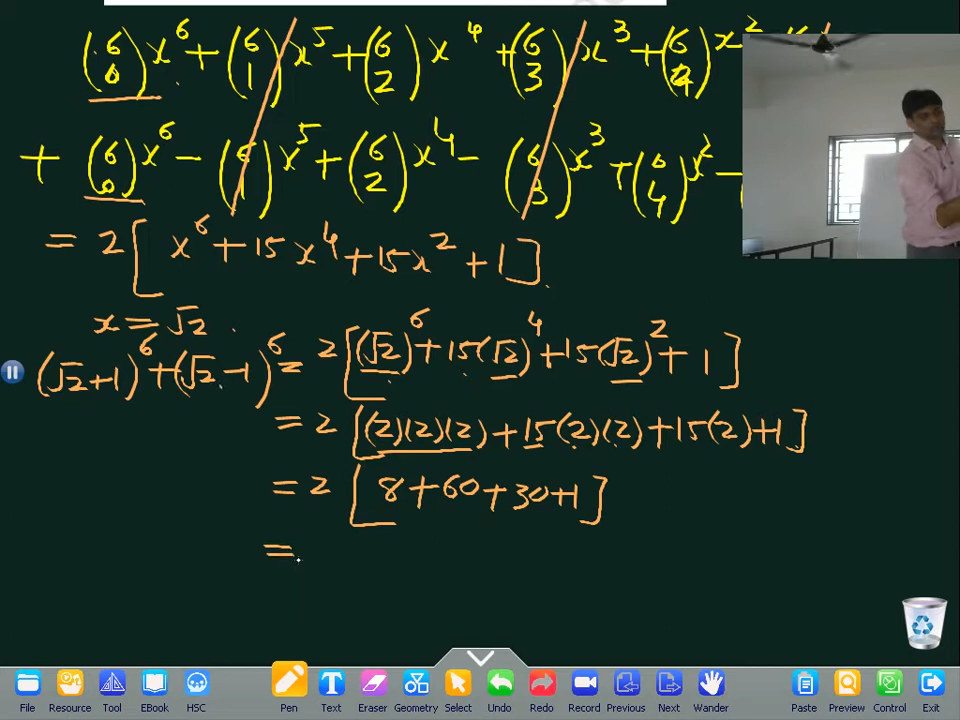 (6 0)x^6 + (6 1)x^5 + (6 2)x^4 + (6 3)x^3 + (6 4)x^2
+ (6 0)x^6 - (6 1)x^5 + (6 2)x^4 - (6 3)x^3 + (6 4)x^2 -
= 2[x^6 + 15x^4 + 15x^2 + 1].
x = √2.
(√2+1)^6 + (√2-1)^6 = 2[(√2)^6 + 15(√2)^4 + 15(√2)^2 + 1]
= 2[(2)(2)(2) + 15(2)(2) + 15(2) + 1]
= 2[8 + 60 + 30 + 1]
=
File Resource Tool EBook HSC Pen Text Eraser Geometry Select Undo Redo Record Previous Next Wander Paste Preview Control Exit